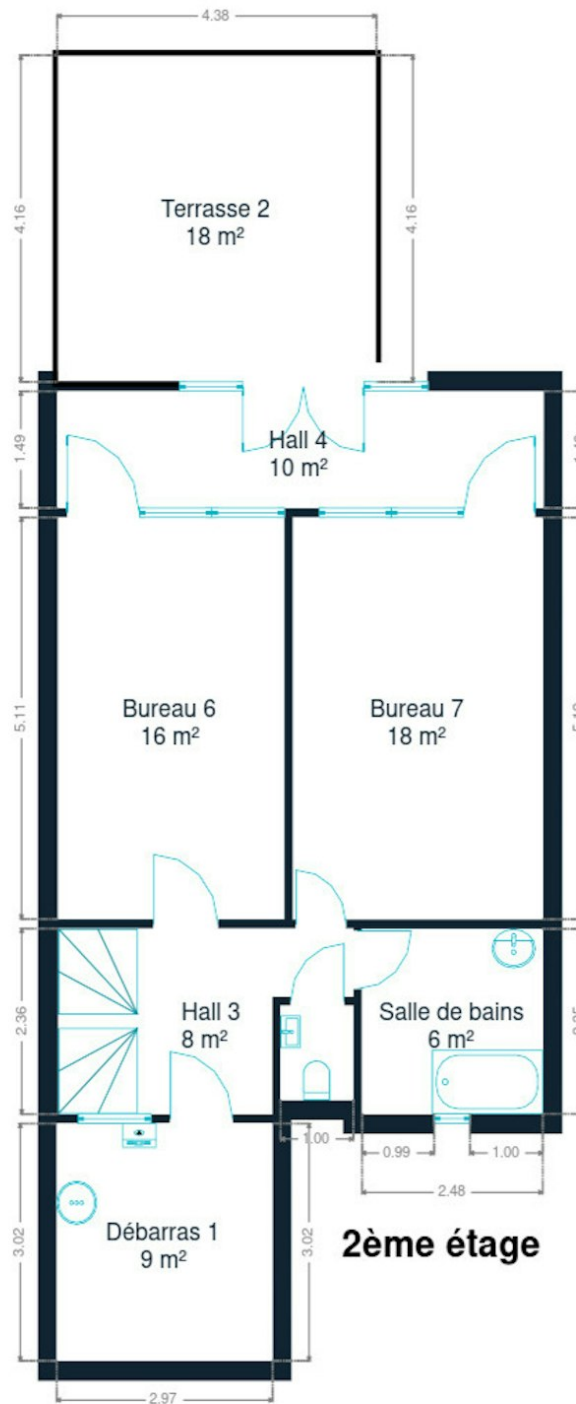 4.38
4.16
4.16
Terrasse 2
18 m²
1.49
Hall 4
10 m²
5.11
Bureau 6
16 m²
Bureau 7
18 m²
2.36
Hall 3
8 m²
Salle de bains
6 m²
1.00
0.99
1.00
2.48
3.02
Débarras 1
9 m²
3.02
2ème étage
2.97